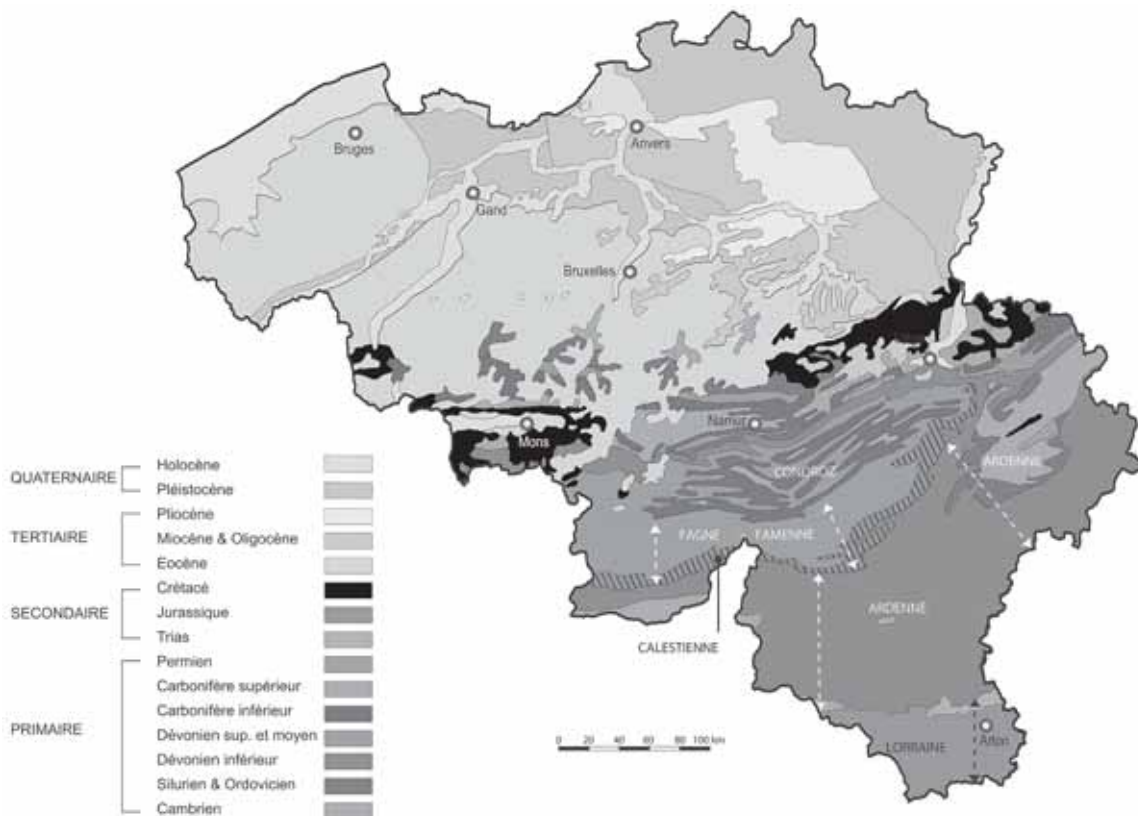 Bruges
Anvers
Gand
Bruxelles
Namur
Mons
CONDROZ
ARDENNE
FAGNE
FAMENNE
ARDENNE
CALESTIENNE
LORRAINE
Arlon
0 20 40 60 80 100 km
QUATERNAIRE
Holocène
Pléistocène
TERTIAIRE
Pliocène
Miocène & Oligocène
Eocène
SECONDAIRE
Crétacé
Jurassique
Trias
PRIMAIRE
Permien
Carbonifère supérieur
Carbonifère inférieur
Dévonien sup. et moyen
Dévonien inférieur
Silurien & Ordovicien
Cambrien